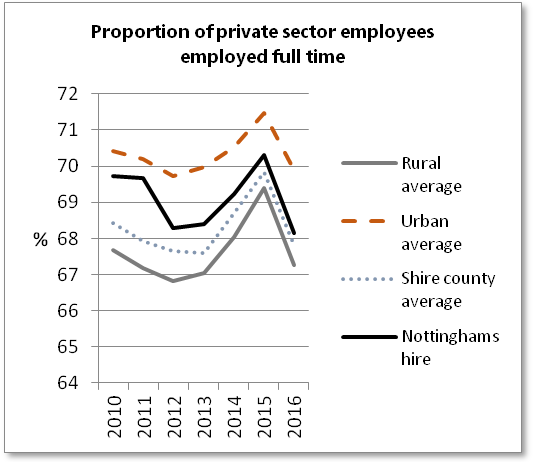 Proportion of private sector employees
employed full time
72
71
70
69
68
67
66
65
64
%
2010
2011
2012
2013
2014
2015
2016
Rural
average
Urban
average
Shire county
average
Nottinghams
hire